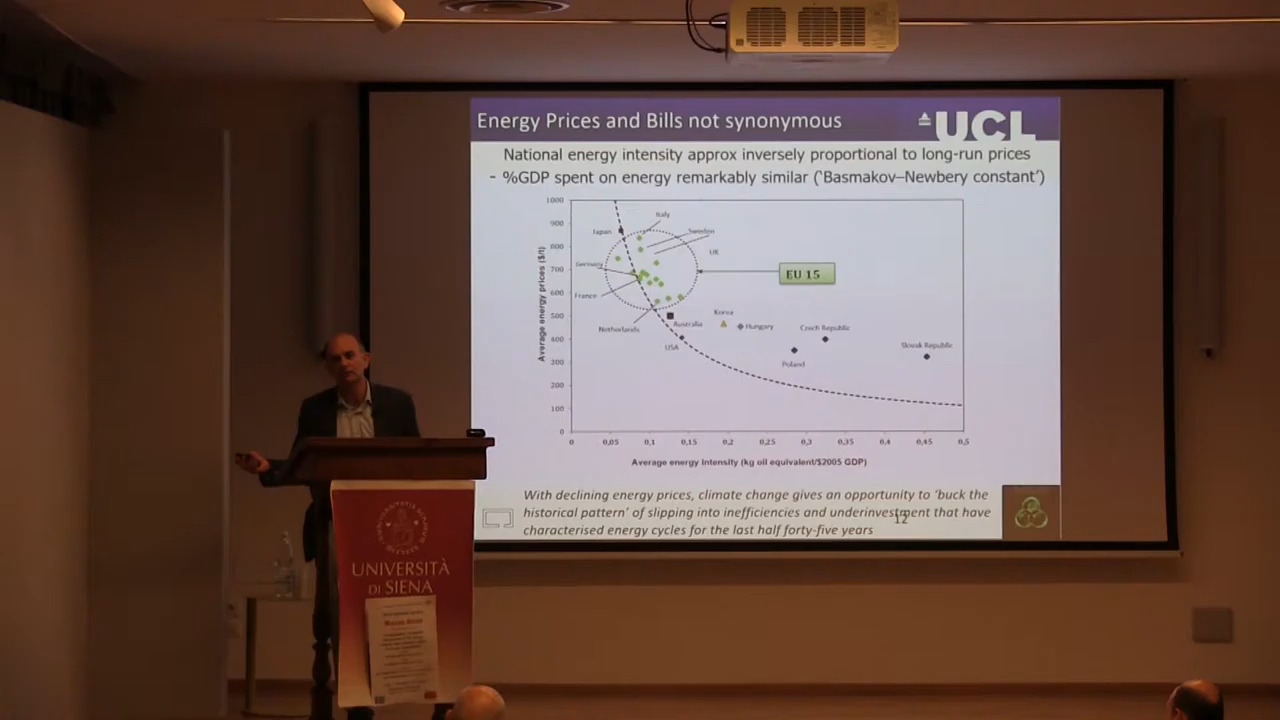 Energy Prices and Bills not synonymous
UCL
National energy intensity approx inversely proportional to long-run prices
- %GDP spent on energy remarkably similar ('Basmakov–Newbery constant')
Average energy prices ($/t)
1000
900
800
700
600
500
400
300
200
100
0
0
0,05
0,1
0,15
0,2
0,25
0,3
0,35
0,4
0,45
0,5
Italy
Japan
Sweden
UK
Germany
EU 15
France
Netherlands
Australia
Korea
Hungary
Czech Republic
USA
Poland
Slovak Republic
Average energy intensity (kg oil equivalent/$2005 GDP)
With declining energy prices, climate change gives an opportunity to 'buck the
historical pattern' of slipping into inefficiencies and underinvestment that have
characterised energy cycles for the last half forty-five years
12
UNIVERSITÀ
DI SIENA